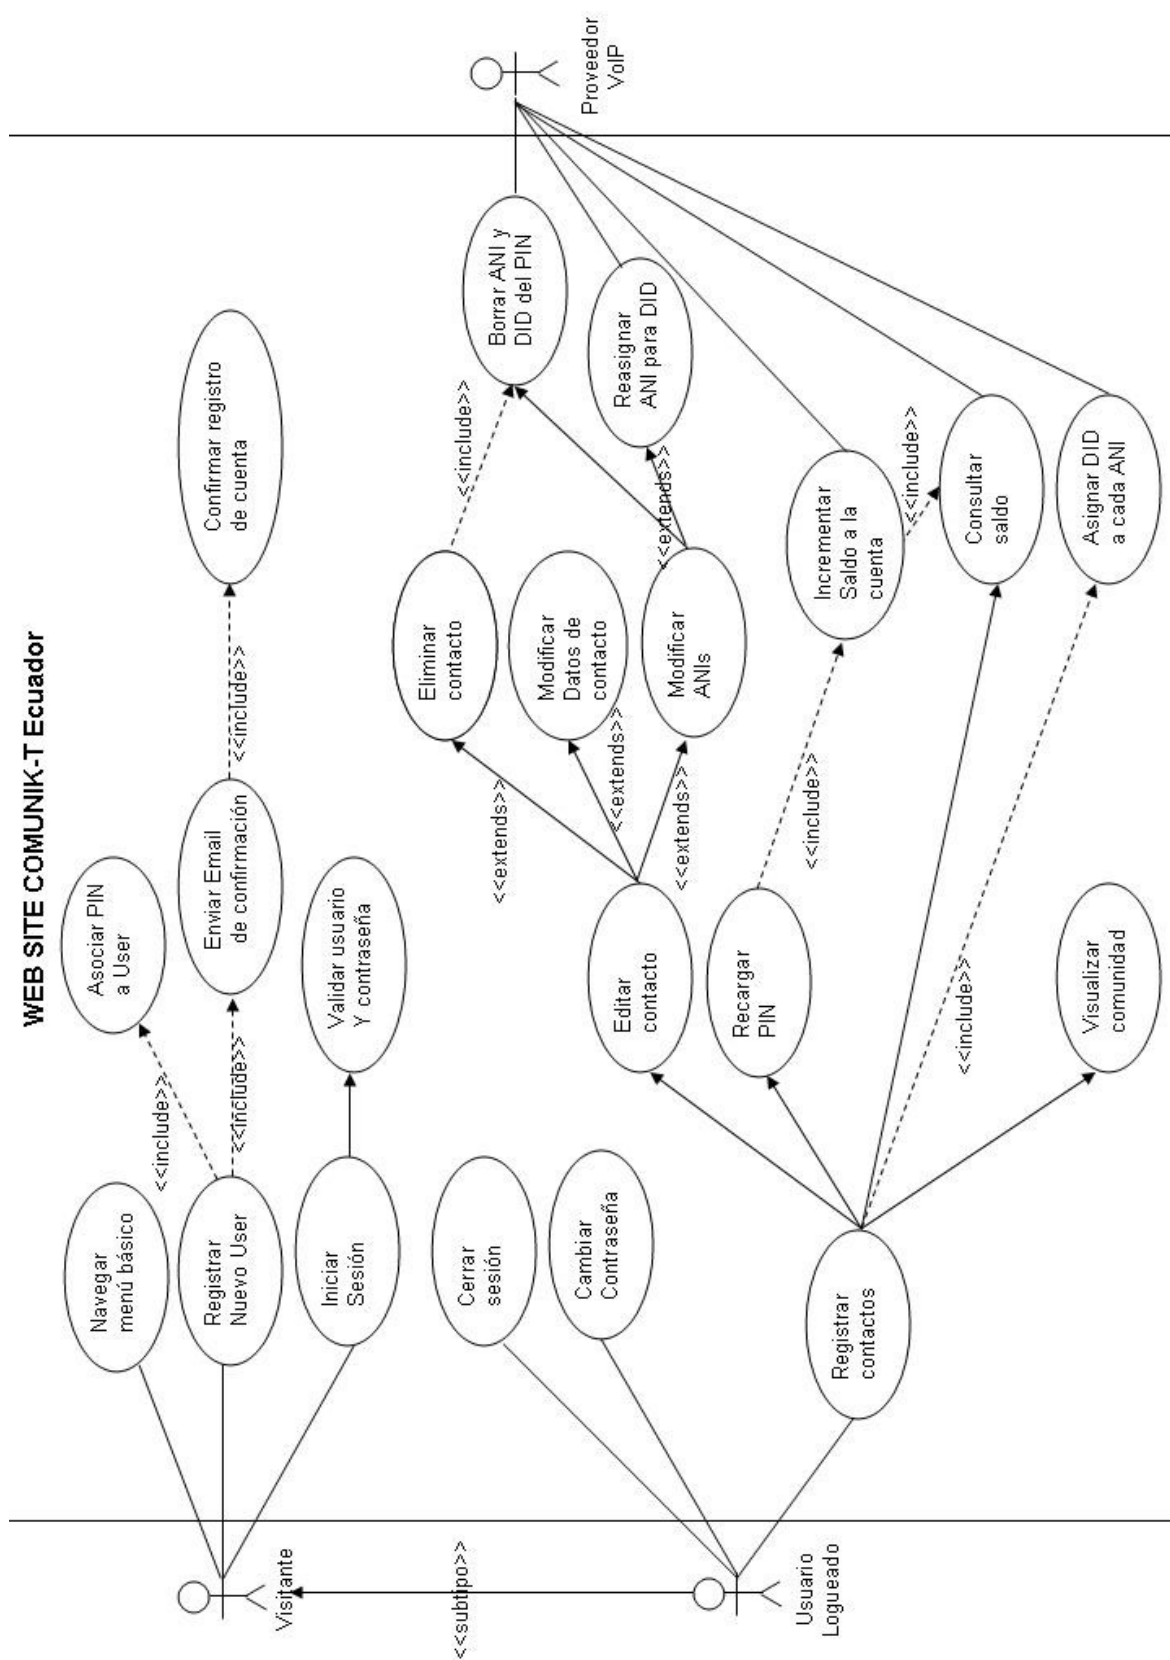 WEB SITE COMUNIK-T Ecuador
Visitante
<<subtipo>>
Usuario
Logueado
Navegar
menú básico
Registrar
Nuevo User
Iniciar
Sesión
Cerrar
sesión
Cambiar
Contraseña
Registrar
contactos
<<include>>
<<include>>
Asociar PIN
a User
Enviar Email
de confirmación
<<include>>
Confirmar registro
de cuenta
Validar usuario
Y contraseña
Editar
contacto
Recargar
PIN
Visualizar
comunidad
<<include>>
<<extends>>
<<extends>>
<<extends>>
<<include>>
Eliminar
contacto
Modificar
Datos de
contacto
Modificar
ANIs
Incrementar
Saldo a la
cuenta
<<include>>
<<extends>>
<<include>>
Consultar
saldo
Asignar DID
a cada ANI
Borrar ANI y
DID del PIN
Reasignar
ANI para DID
Proveedor
VoIP